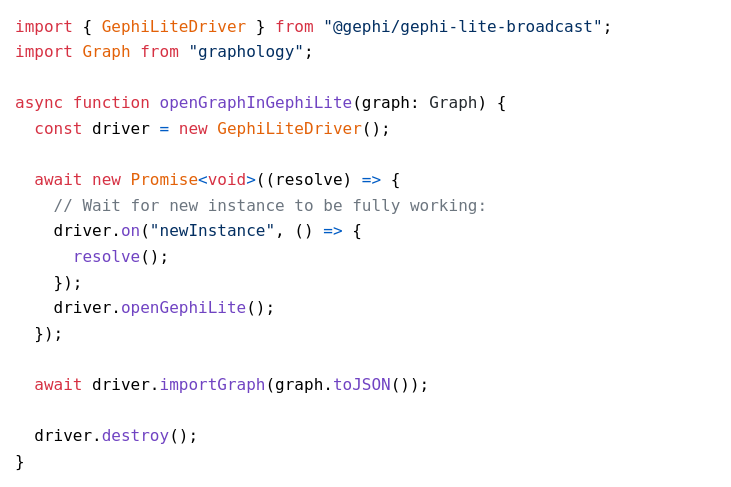 import { GephiLiteDriver } from "@gephi/gephi-lite-broadcast";
import Graph from "graphology";

async function openGraphInGephiLite(graph: Graph) {
  const driver = new GephiLiteDriver();

  await new Promise<void>((resolve) => {
    // Wait for new instance to be fully working:
    driver.on("newInstance", () => {
      resolve();
    });
    driver.openGephiLite();
  });

  await driver.importGraph(graph.toJSON());

  driver.destroy();
}